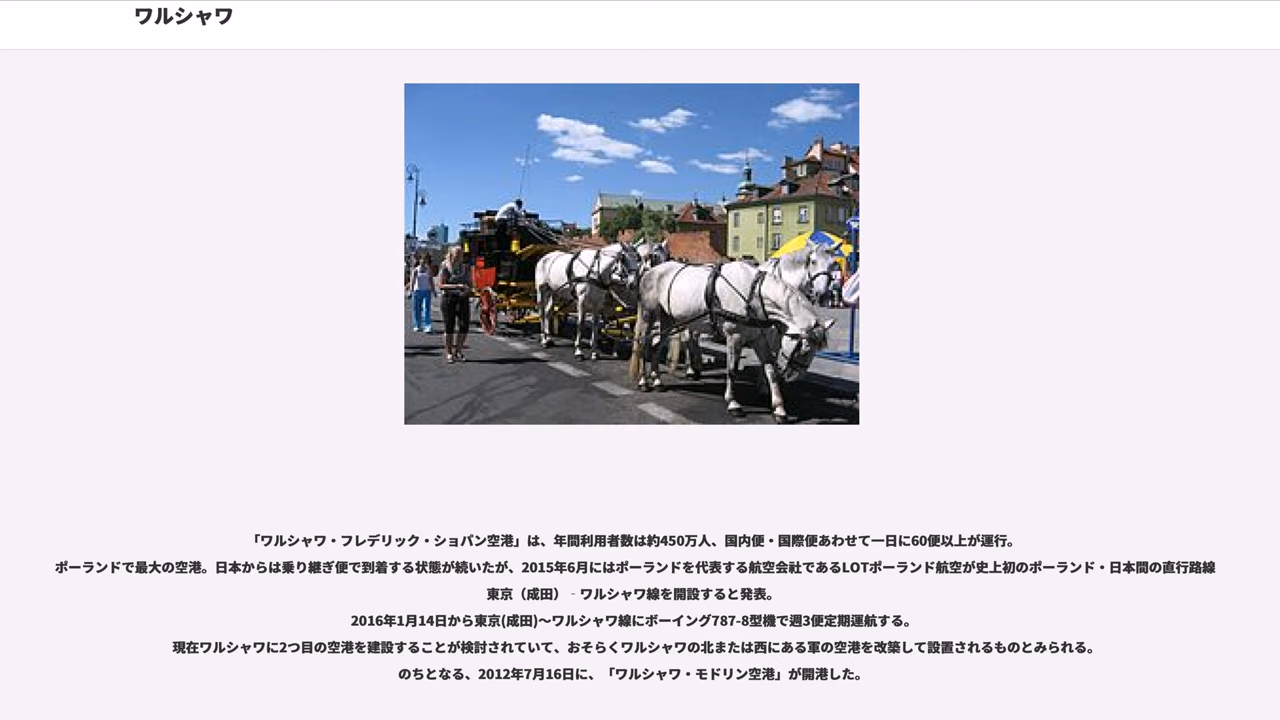 ワルシャワ
「ワルシャワ・フレデリック・ショパン空港」は、年間利用者数は約450万人、国内便・国際便あわせて一日に60便以上が運行。
ポーランドで最大の空港。日本からは乗り継ぎ便で到着する状態が続いたが、2015年6月にはポーランドを代表する航空会社であるLOTポーランド航空が史上初のポーランド・日本間の直行路線
東京（成田） - ワルシャワ線を開設すると発表。
2016年1月14日から東京(成田)～ワルシャワ線にボーイング787-8型機で週3便定期運航する。
現在ワルシャワに2つ目の空港を建設することが検討されていて、おそらくワルシャワの北または西にある軍の空港を改築して設置されるものとみられる。
のちとなる、2012年7月16日に、「ワルシャワ・モドリン空港」が開港した。